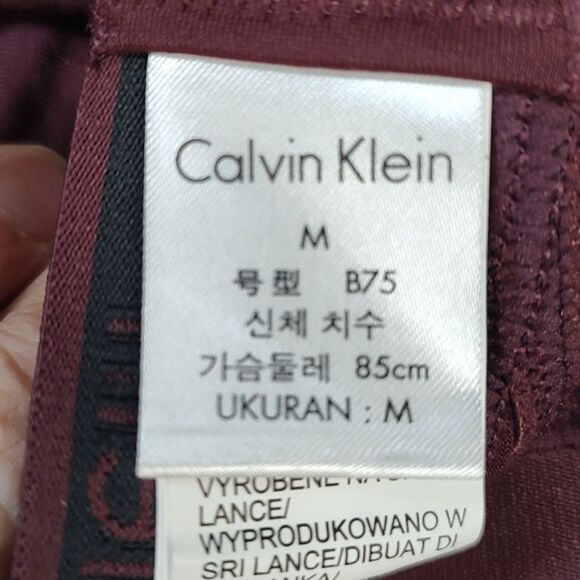 Calvin Klein
M
号型 B75
신체 치수
가슴둘레 85cm
UKURAN : M
LANCE/
WYPRODUKOWANO W
SRI LANCE/DIBUAT DI